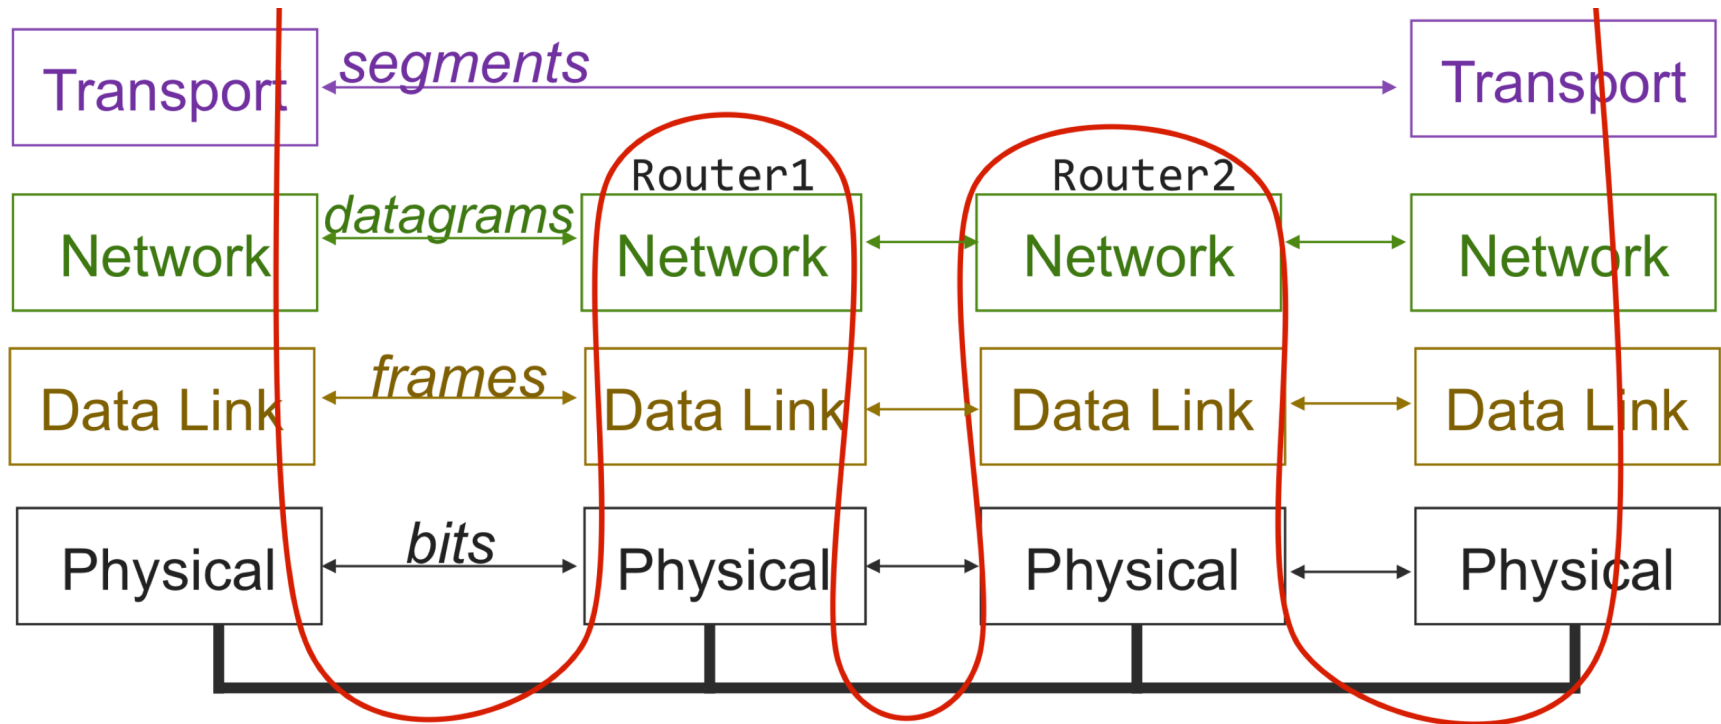 Transport segments Transport
Router1 Router2
Network datagrams Network Network Network
Data Link frames Data Link Data Link Data Link
Physical bits Physical Physical Physical